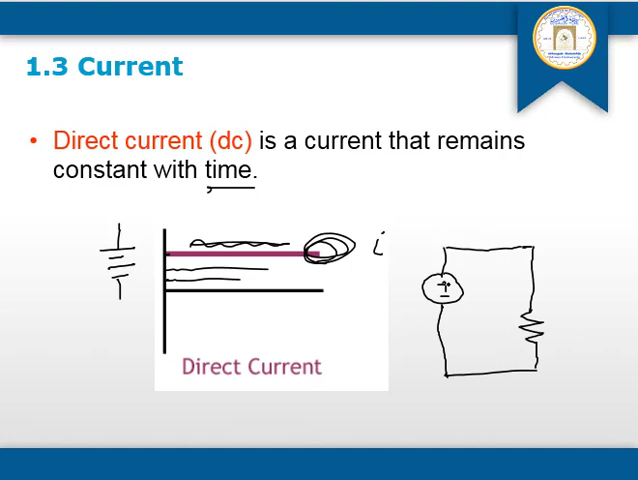 1.3 Current
• Direct current (dc) is a current that remains
constant with time.
i
+
−
Direct Current